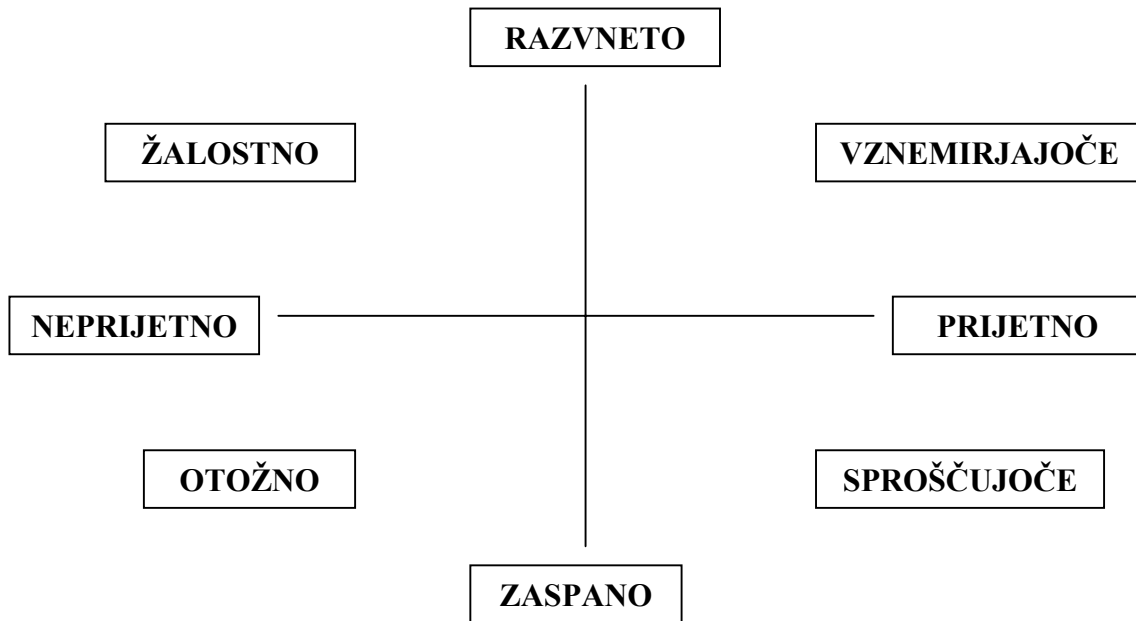 RAZVNETO
ŽALOSTNO
VZNEMIRJAJOČE
NEPRIJETNO
PRIJETNO
OTOŽNO
SPROŠČUJOČE
ZASPANO